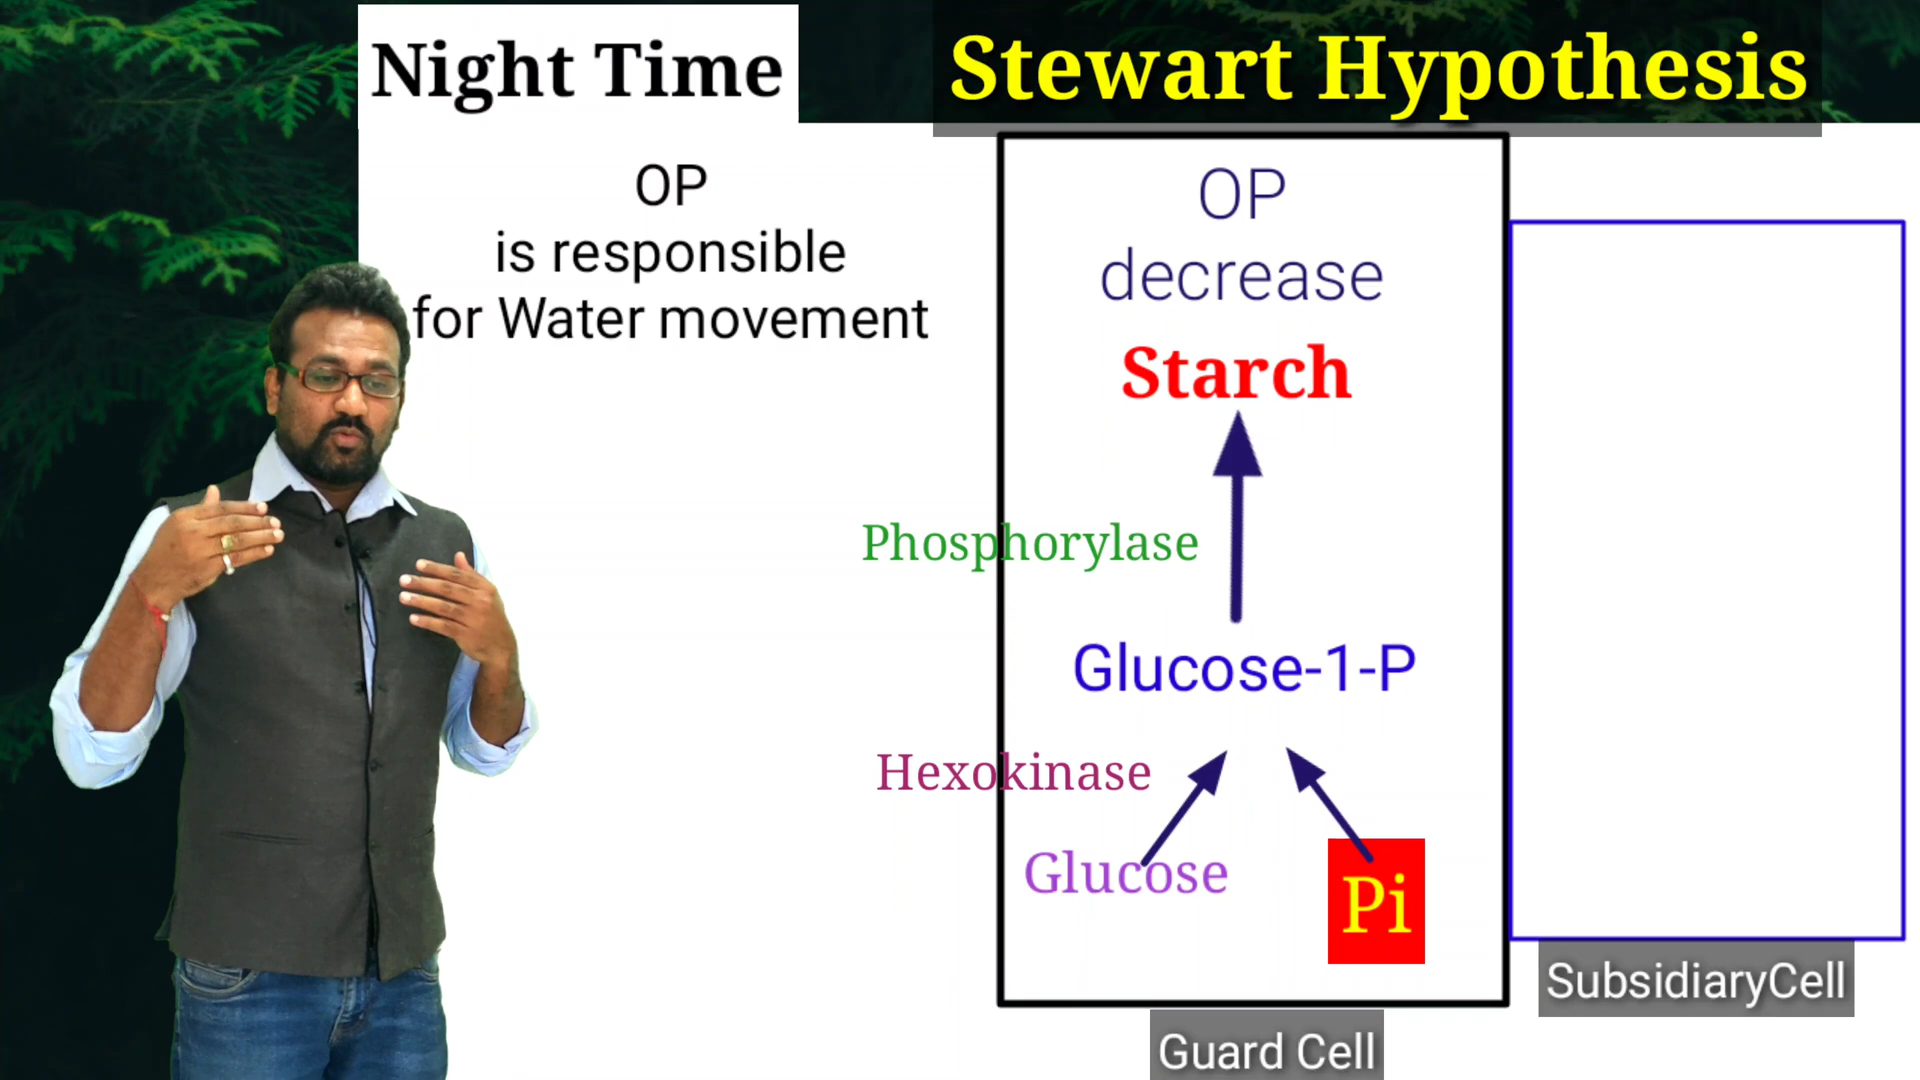 Night Time
Stewart Hypothesis
OP
is responsible
for Water movement
OP
decrease
Starch
Phosphorylase
Glucose-1-P
Hexokinase
Glucose
Pi
SubsidiaryCell
Guard Cell